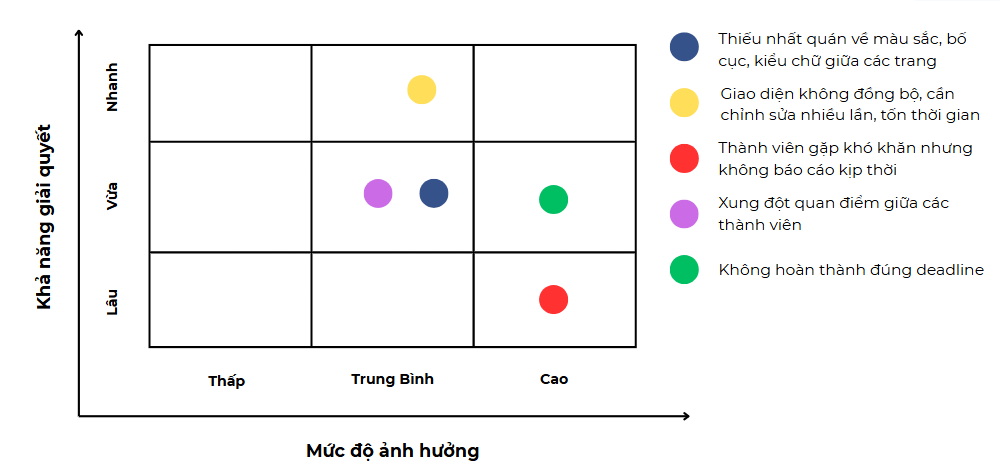 Khả năng giải quyết
Nhanh
Vừa
Lâu
Thấp
Trung Bình
Cao
Mức độ ảnh hưởng
Thiếu nhất quán về màu sắc, bố
cục, kiểu chữ giữa các trang
Giao diện không đồng bộ, cần
chỉnh sửa nhiều lần, tốn thời gian
Thành viên gặp khó khăn nhưng
không báo cáo kịp thời
Xung đột quan điểm giữa các
thành viên
Không hoàn thành đúng deadline